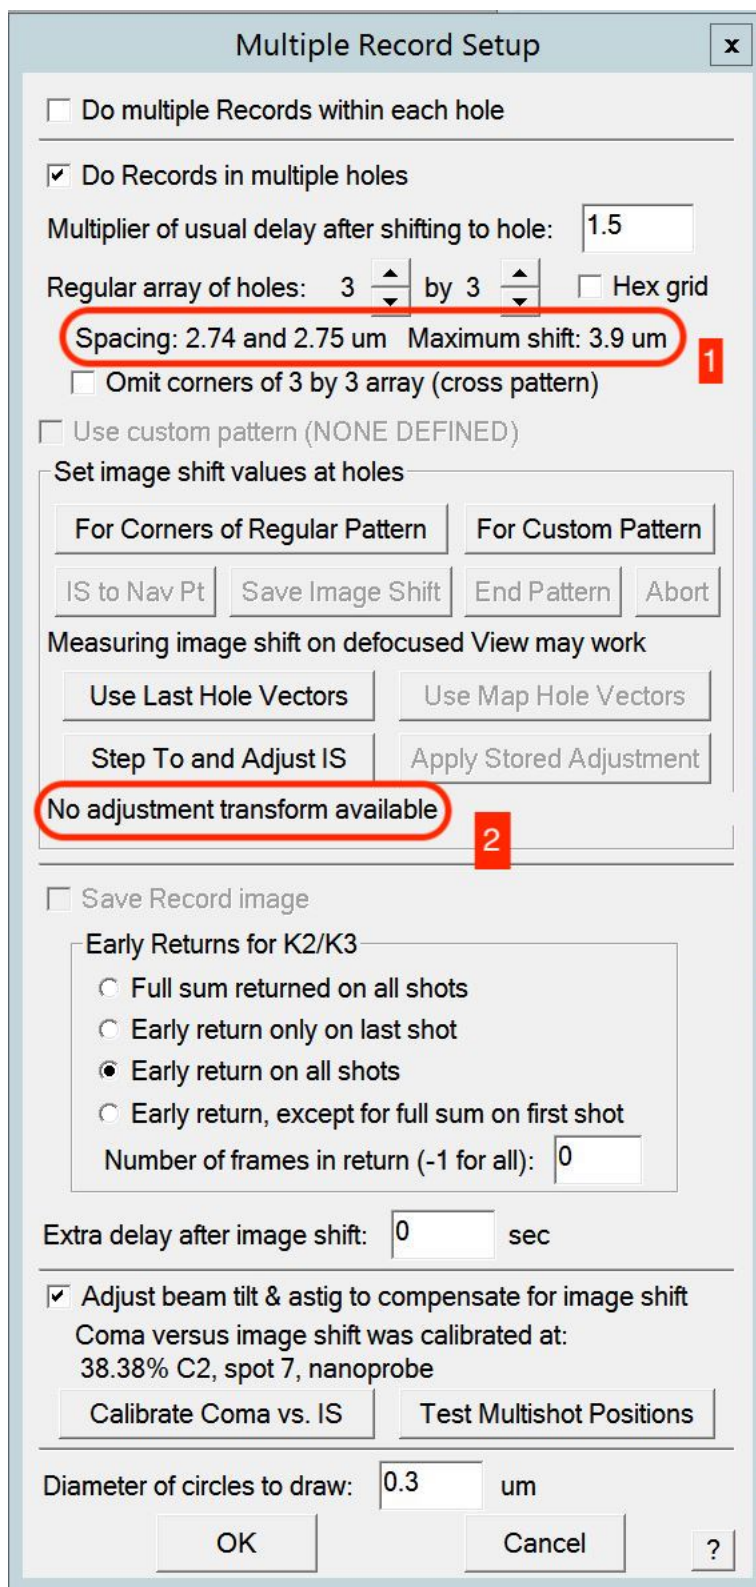 Multiple Record Setup x
Do multiple Records within each hole
Do Records in multiple holes
Multiplier of usual delay after shifting to hole: 1.5
Regular array of holes: 3 by 3 Hex grid
Spacing: 2.74 and 2.75 um Maximum shift: 3.9 um
1
Omit corners of 3 by 3 array (cross pattern)
Use custom pattern (NONE DEFINED)
Set image shift values at holes
For Corners of Regular Pattern For Custom Pattern
IS to Nav Pt Save Image Shift End Pattern Abort
Measuring image shift on defocused View may work
Use Last Hole Vectors Use Map Hole Vectors
Step To and Adjust IS Apply Stored Adjustment
No adjustment transform available
2
Save Record image
Early Returns for K2/K3
Full sum returned on all shots
Early return only on last shot
Early return on all shots
Early return, except for full sum on first shot
Number of frames in return (-1 for all): 0
Extra delay after image shift: 0 sec
Adjust beam tilt & astig to compensate for image shift
Coma versus image shift was calibrated at:
38.38% C2, spot 7, nanoprobe
Calibrate Coma vs. IS Test Multishot Positions
Diameter of circles to draw: 0.3 um
OK Cancel ?